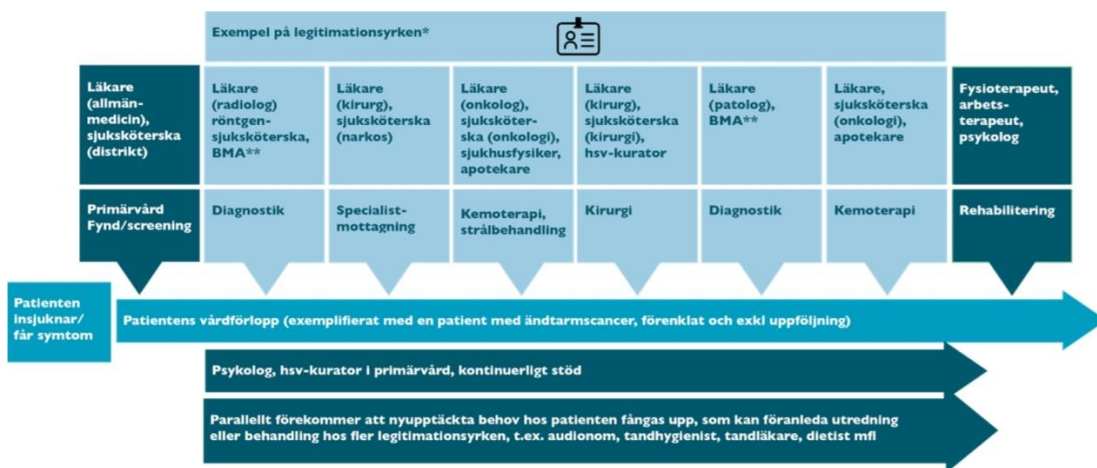 Exempel på legitimationsyrken*
Läkare
(allmän-
medicin),
sjuksköterska
(distrikt)
Läkare
(radiolog)
röntgen-
sjuksköterska,
BMA**
Läkare
(kirurg),
sjuksköterska
(narkos)
Läkare
(onkolog),
sjuksköter-
ska (onkologi),
sjukhusfysiker,
apotekare
Läkare
(kirurg),
sjuksköterska
(kirurgi),
hsv-kurator
Läkare
(patolog),
BMA**
Läkare,
sjuksköterska
(onkologi),
apotekare
Fysioterapeut,
arbets-
terapeut,
psykolog
Primärvård
Fynd/screening
Diagnostik
Specialist-
mottagning
Kemoterapi,
strålbehandling
Kirurgi
Diagnostik
Kemoterapi
Rehabilitering
Patienten
insjuknar/
får symtom
Patientens vårdförlopp (exemplifierat med en patient med ändtarmscancer, förenklat och exkl uppföljning)
Psykolog, hsv-kurator i primärvård, kontinuerligt stöd
Parallellt förekommer att nyupptäckta behov hos patienten fångas upp, som kan föranleda utredning
eller behandling hos fler legitimationsyrken, t.ex. audionom, tandhygienist, tandläkare, dietist mfl